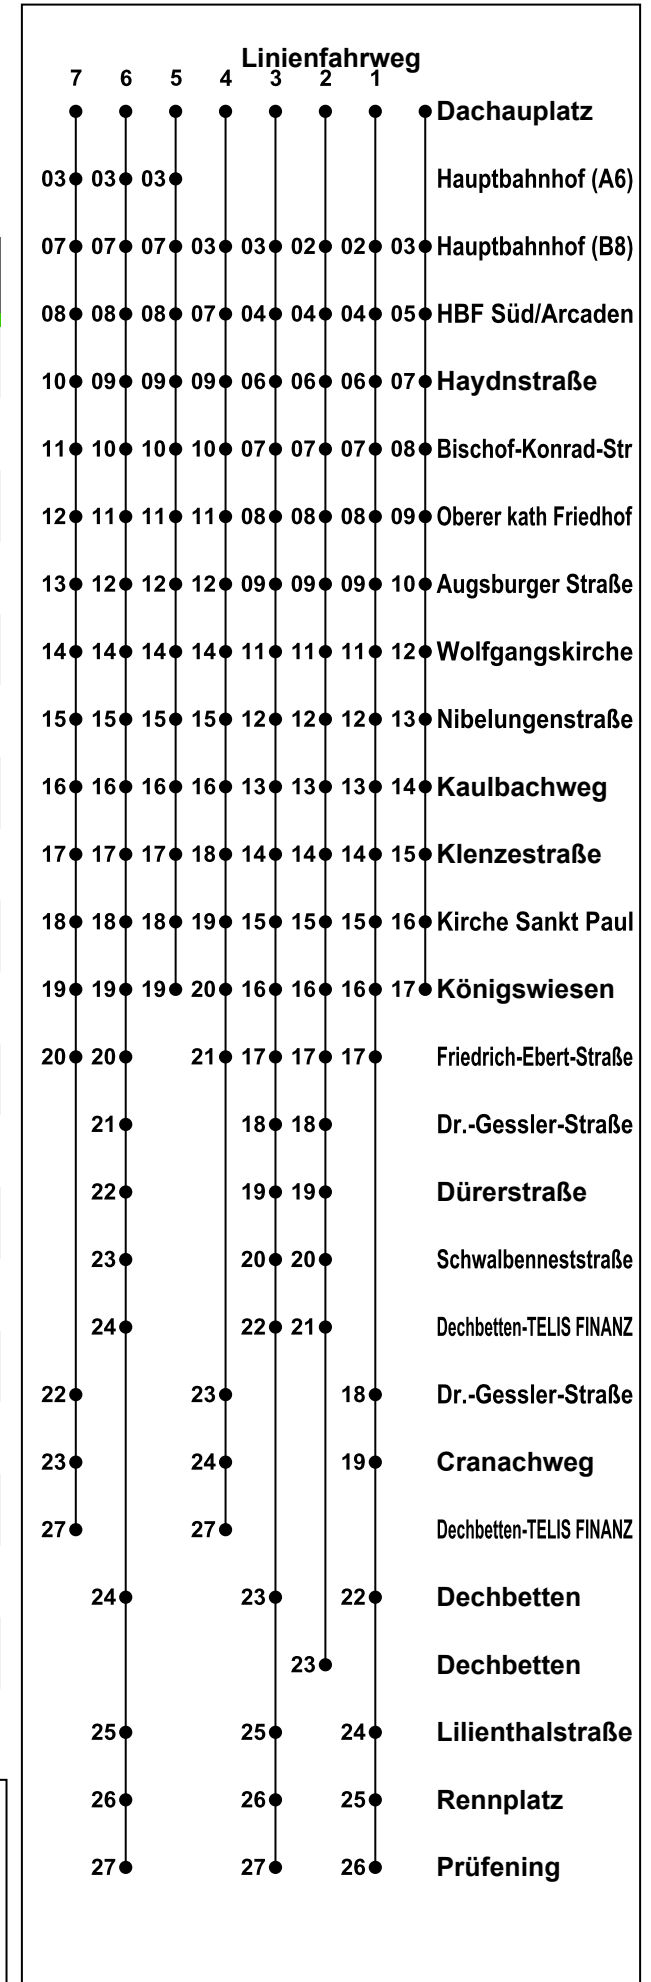 Linienfahrweg
7 6 5 4 3 2 1
Dachauplatz
03 03 03 Hauptbahnhof (A6)
07 07 07 03 03 02 02 03 Hauptbahnhof (B8)
08 08 08 07 04 04 04 05 HBF Süd/Arcaden
10 09 09 09 06 06 06 07 Haydnstraße
11 10 10 10 07 07 07 08 Bischof-Konrad-Str
12 11 11 11 08 08 08 09 Oberer kath Friedhof
13 12 12 12 09 09 09 10 Augsburger Straße
14 14 14 14 11 11 11 12 Wolfgangskirche
15 15 15 15 12 12 12 13 Nibelungenstraße
16 16 16 16 13 13 13 14 Kaulbachweg
17 17 17 18 14 14 14 15 Klenzestraße
18 18 18 19 15 15 15 16 Kirche Sankt Paul
19 19 19 20 16 16 16 17 Königswiesen
20 20 21 17 17 17 Friedrich-Ebert-Straße
21 18 18 Dr.-Gessler-Straße
22 19 19 Dürerstraße
23 20 20 Schwalbenneststraße
24 22 21 Dechbetten-TELIS FINANZ
22 23 18 Dr.-Gessler-Straße
23 24 19 Cranachweg
27 27 Dechbetten-TELIS FINANZ
24 23 22 Dechbetten
23 Dechbetten
25 25 24 Lilienthalstraße
26 26 25 Rennplatz
27 27 26 Prüfening